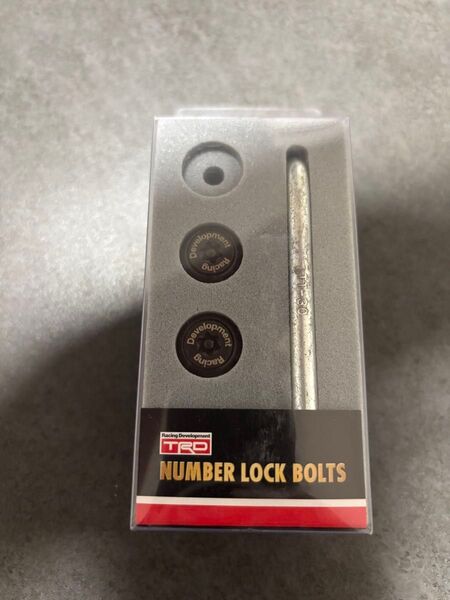 Racing Development
Racing Development
Racing Development
TRD
NUMBER LOCK BOLTS